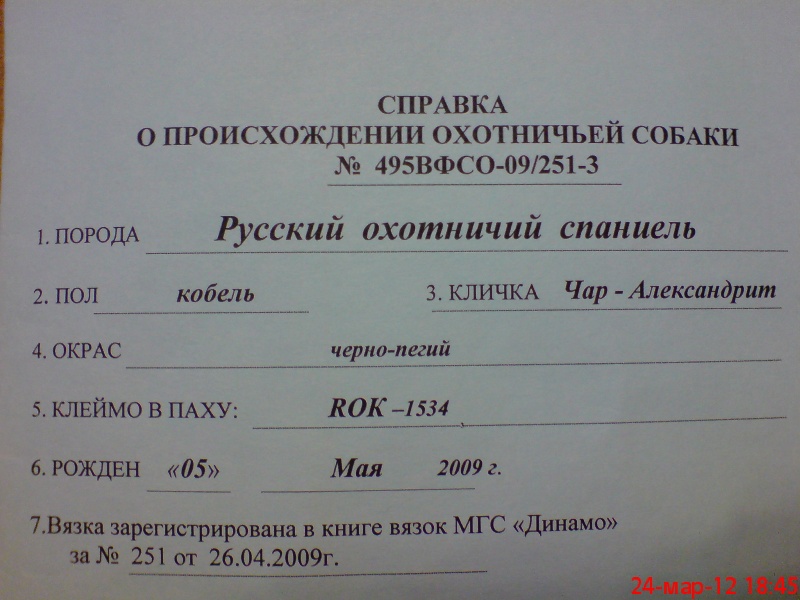 СПРАВКА
О ПРОИСХОЖДЕНИИ ОХОТНИЧЬЕЙ СОБАКИ
№ 495ВФСО-09/251-3
1. ПОРОДА Русский охотничий спаниель
2. ПОЛ кобель 3. КЛИЧКА Чар - Александрит
4. ОКРАС черно-пегий
5. КЛЕЙМО В ПАХУ: ROK –1534
6. РОЖДЕН «05» Мая 2009 г.
7.Вязка зарегистрирована в книге вязок МГС «Динамо»
за № 251 от 26.04.2009г.
24-мар-12 18:45